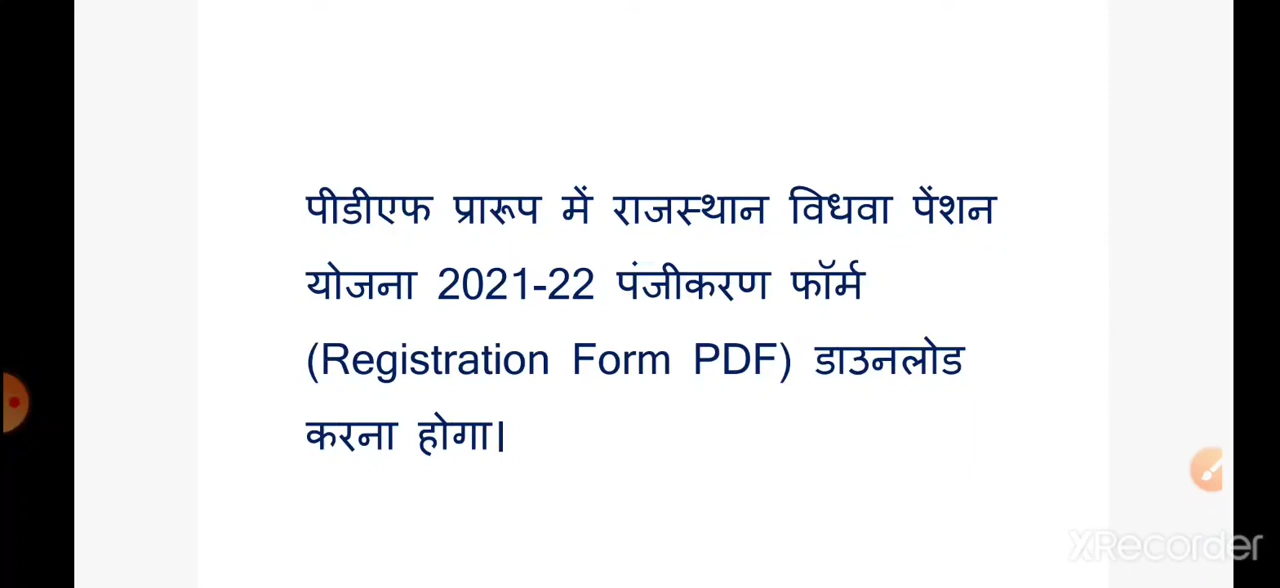 पीडीएफ प्रारूप में राजस्थान विधवा पेंशन
योजना 2021-22 पंजीकरण फॉर्म
(Registration Form PDF) डाउनलोड
करना होगा।
XRecorder